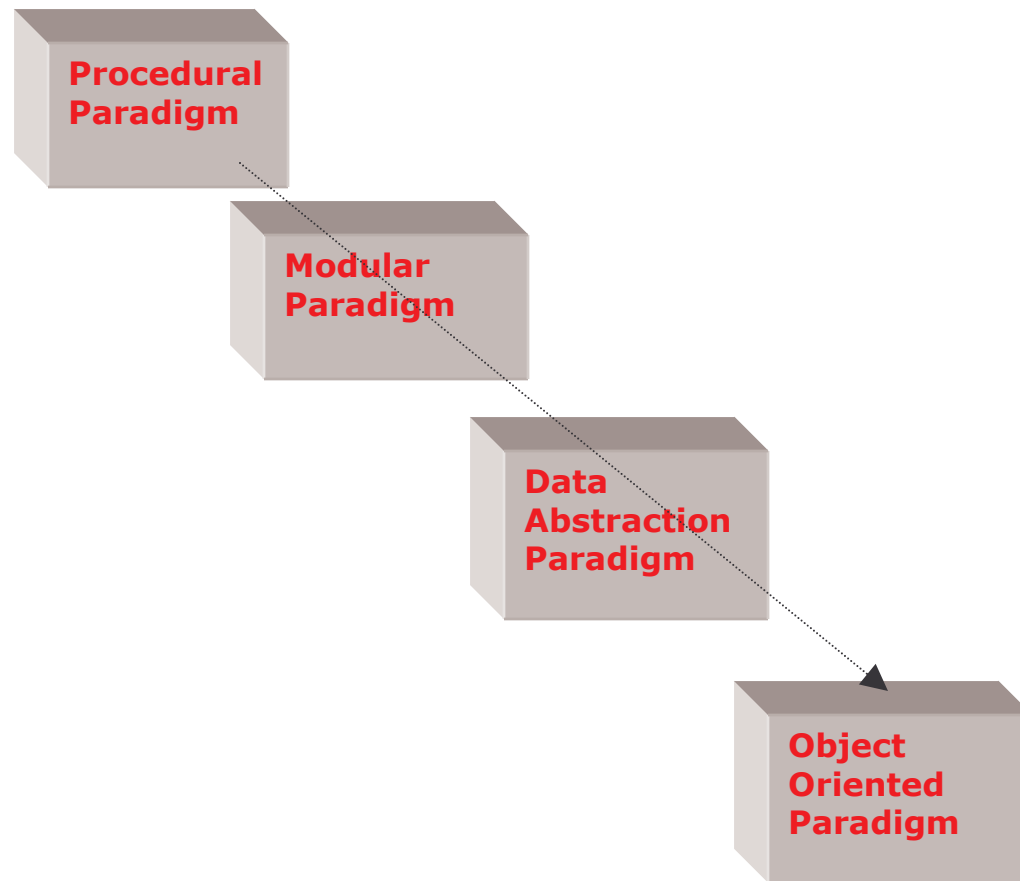 Procedural
Paradigm
Modular
Paradigm
Data
Abstraction
Paradigm
Object
Oriented
Paradigm